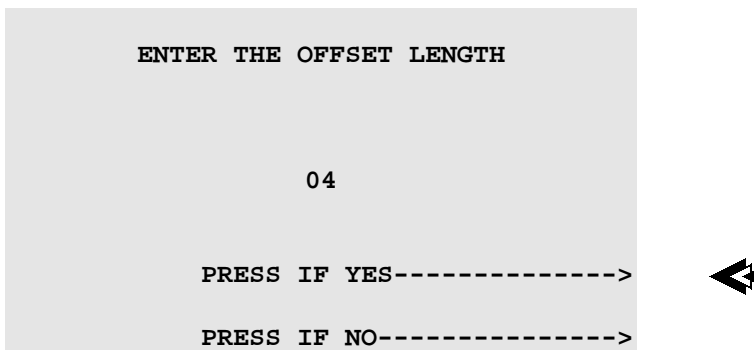 ENTER THE OFFSET LENGTH
04
PRESS IF YES-------------->
PRESS IF NO--------------->